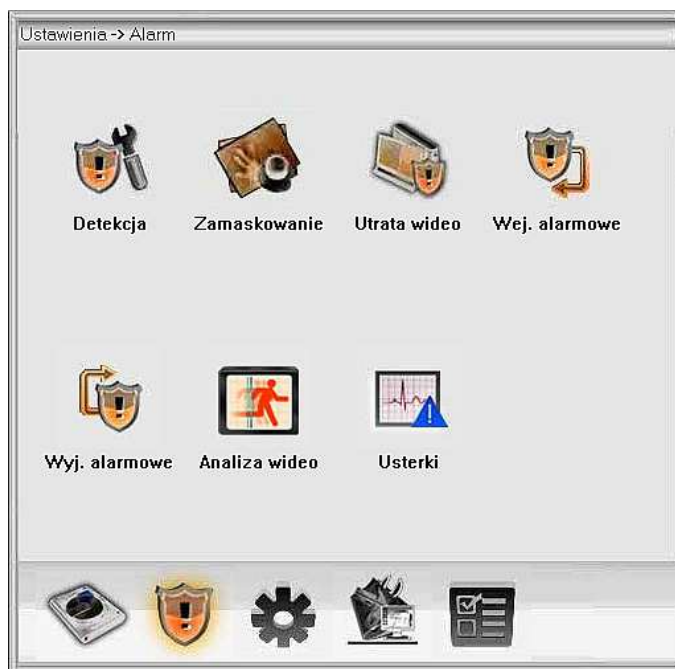 Ustawienia -> Alarm
Detekcja Zamaskowanie Utrata wideo Wej. alarmowe
Wyj. alarmowe Analiza wideo Usterki